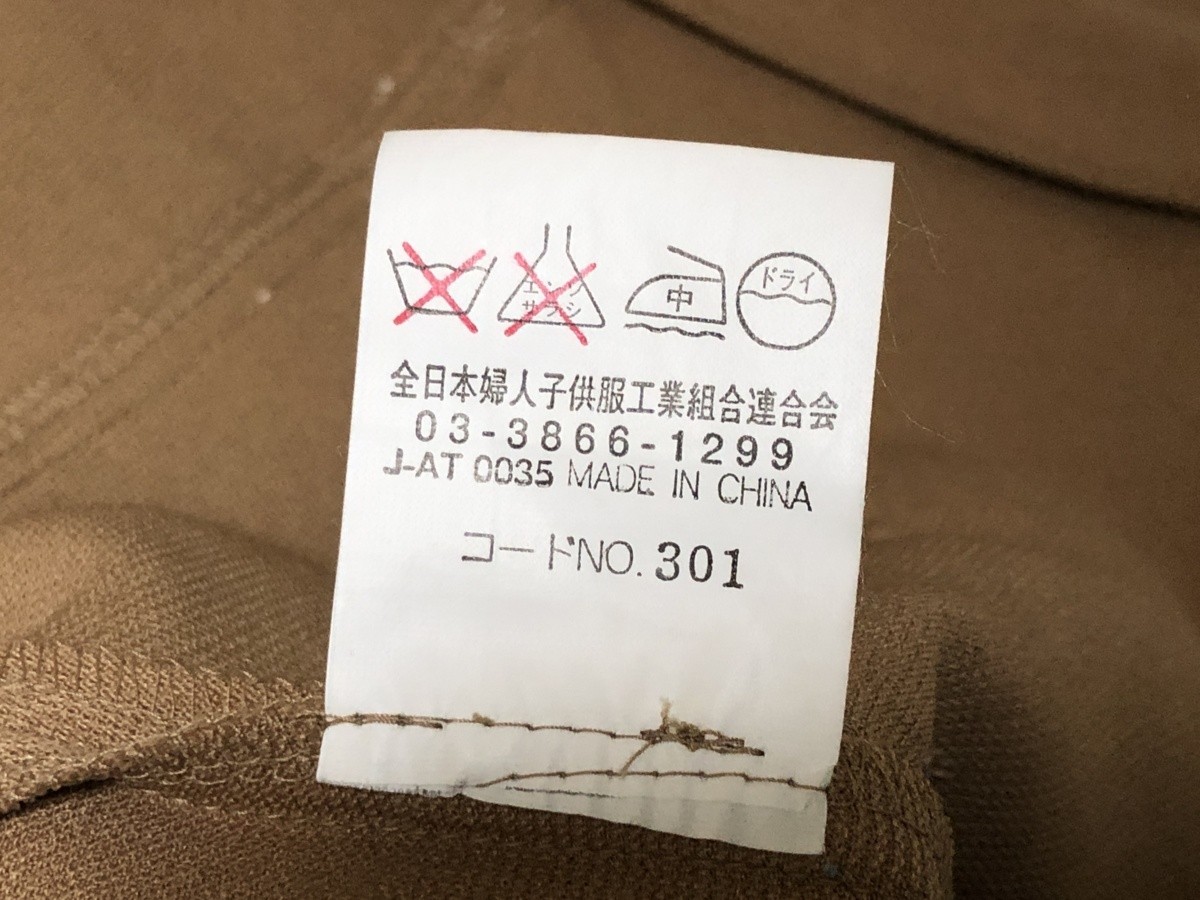 エンソ
サラシ
中
ドライ
全日本婦人子供服工業組合連合会
03-3866-1299
J-AT 0035 MADE IN CHINA
コードNO. 301